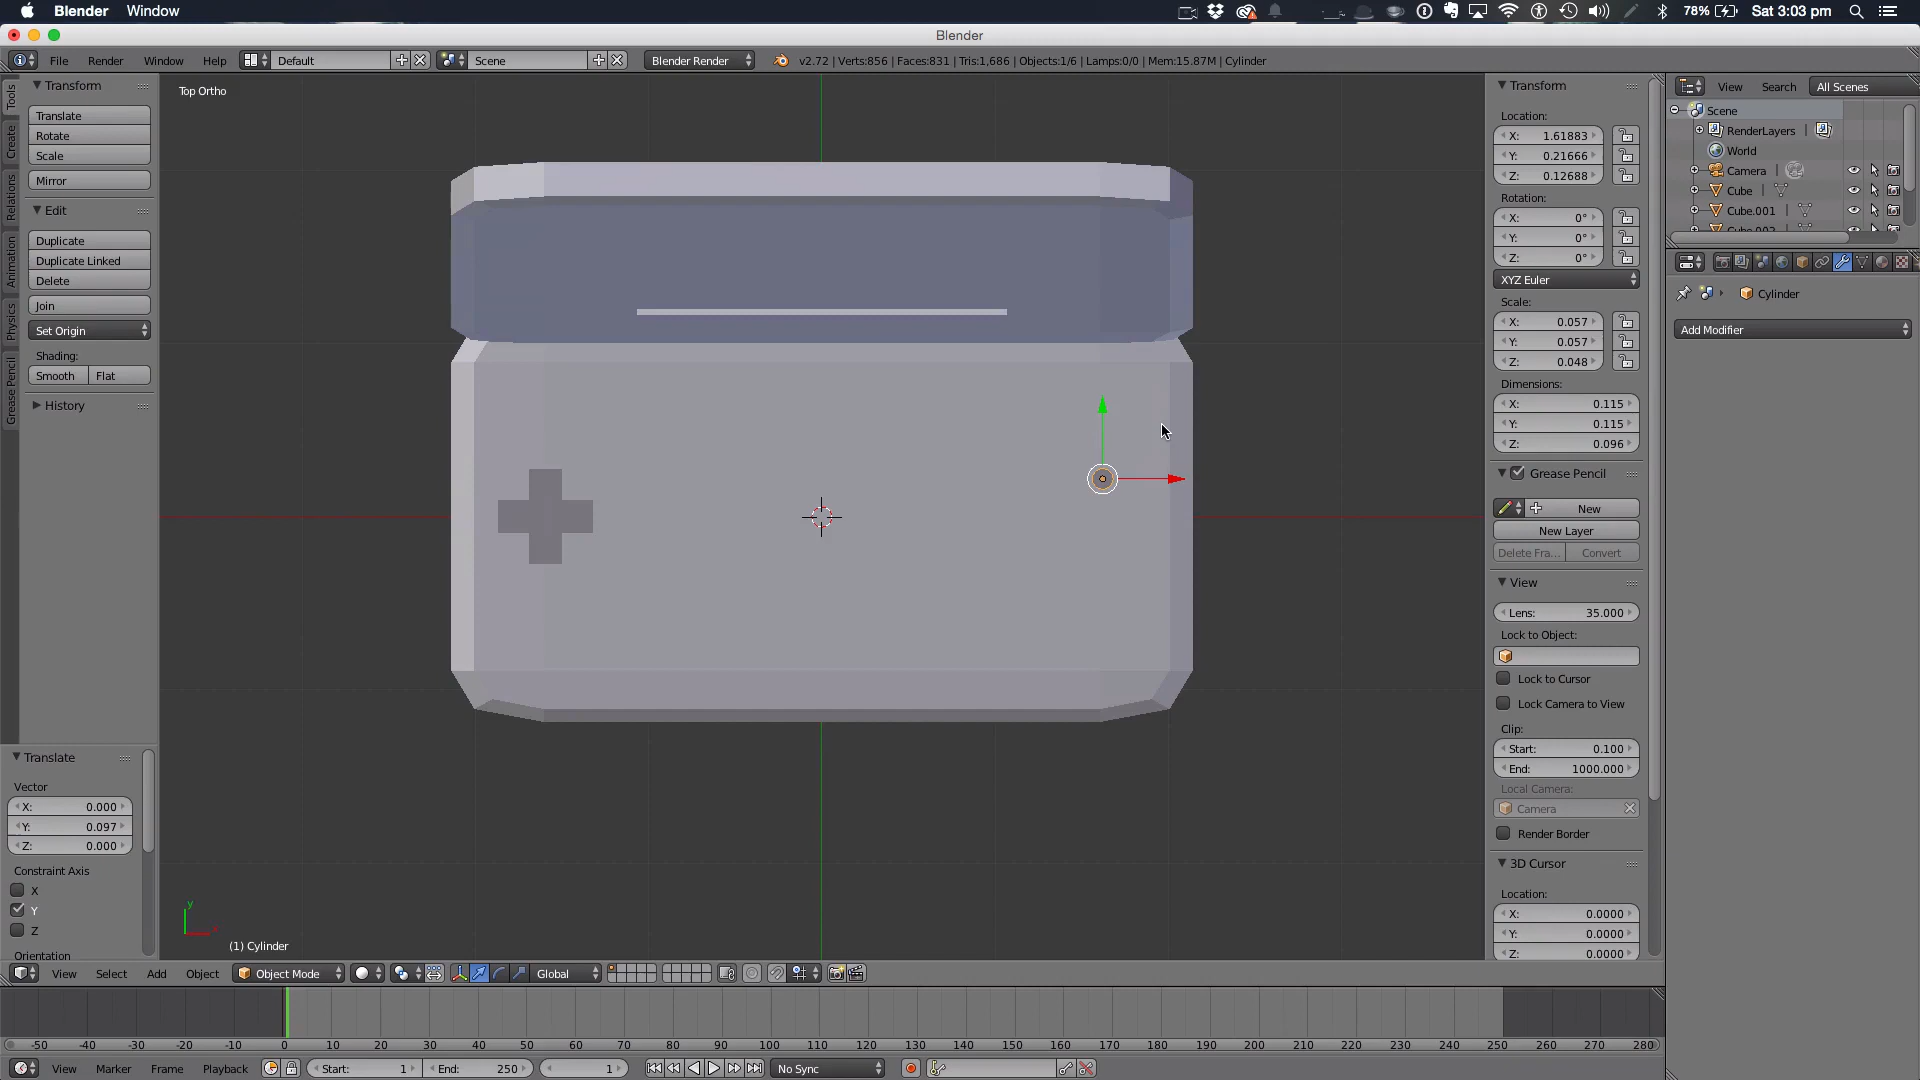 Blender Window 78% Sat 3:03 pm
Blender
File Render Window Help Default Scene Blender Render v2.72 | Verts:856 | Faces:831 | Tris:1,686 | Objects:1/6 | Lamps:0/0 | Mem:15.87M | Cylinder
Tools
Create
Relations
Animation
Physics
Grease Pencil
Transform
Translate
Rotate
Scale
Mirror
Edit
Duplicate
Duplicate Linked
Delete
Join
Set Origin
Shading:
Smooth Flat
History
Translate
Vector
X: 0.000
Y: 0.097
Z: 0.000
Constraint Axis
X
Y
Z
Orientation
Top Ortho
y
(1) Cylinder
Transform
Location:
X: 1.61883
Y: 0.21666
Z: 0.12688
Rotation:
X: 0°
Y: 0°
Z: 0°
XYZ Euler
Scale:
X: 0.057
Y: 0.057
Z: 0.048
Dimensions:
X: 0.115
Y: 0.115
Z: 0.096
Grease Pencil
New
New Layer
Delete Fra... Convert
View
Lens: 35.000
Lock to Object:
Lock to Cursor
Lock Camera to View
Clip:
Start: 0.100
End: 1000.000
Local Camera:
Camera
Render Border
3D Cursor
Location:
X: 0.0000
Y: 0.0000
Z: 0.0000
View Search All Scenes
Scene
RenderLayers
World
Camera
Cube
Cube.001
Cube.002
Cylinder
Add Modifier
View Select Add Object Object Mode Global
-50 -40 -30 -20 -10 0 10 20 30 40 50 60 70 80 90 100 110 120 130 140 150 160 170 180 190 200 210 220 230 240 250 260 270 280
View Marker Frame Playback Start: 1 End: 250 1 No Sync